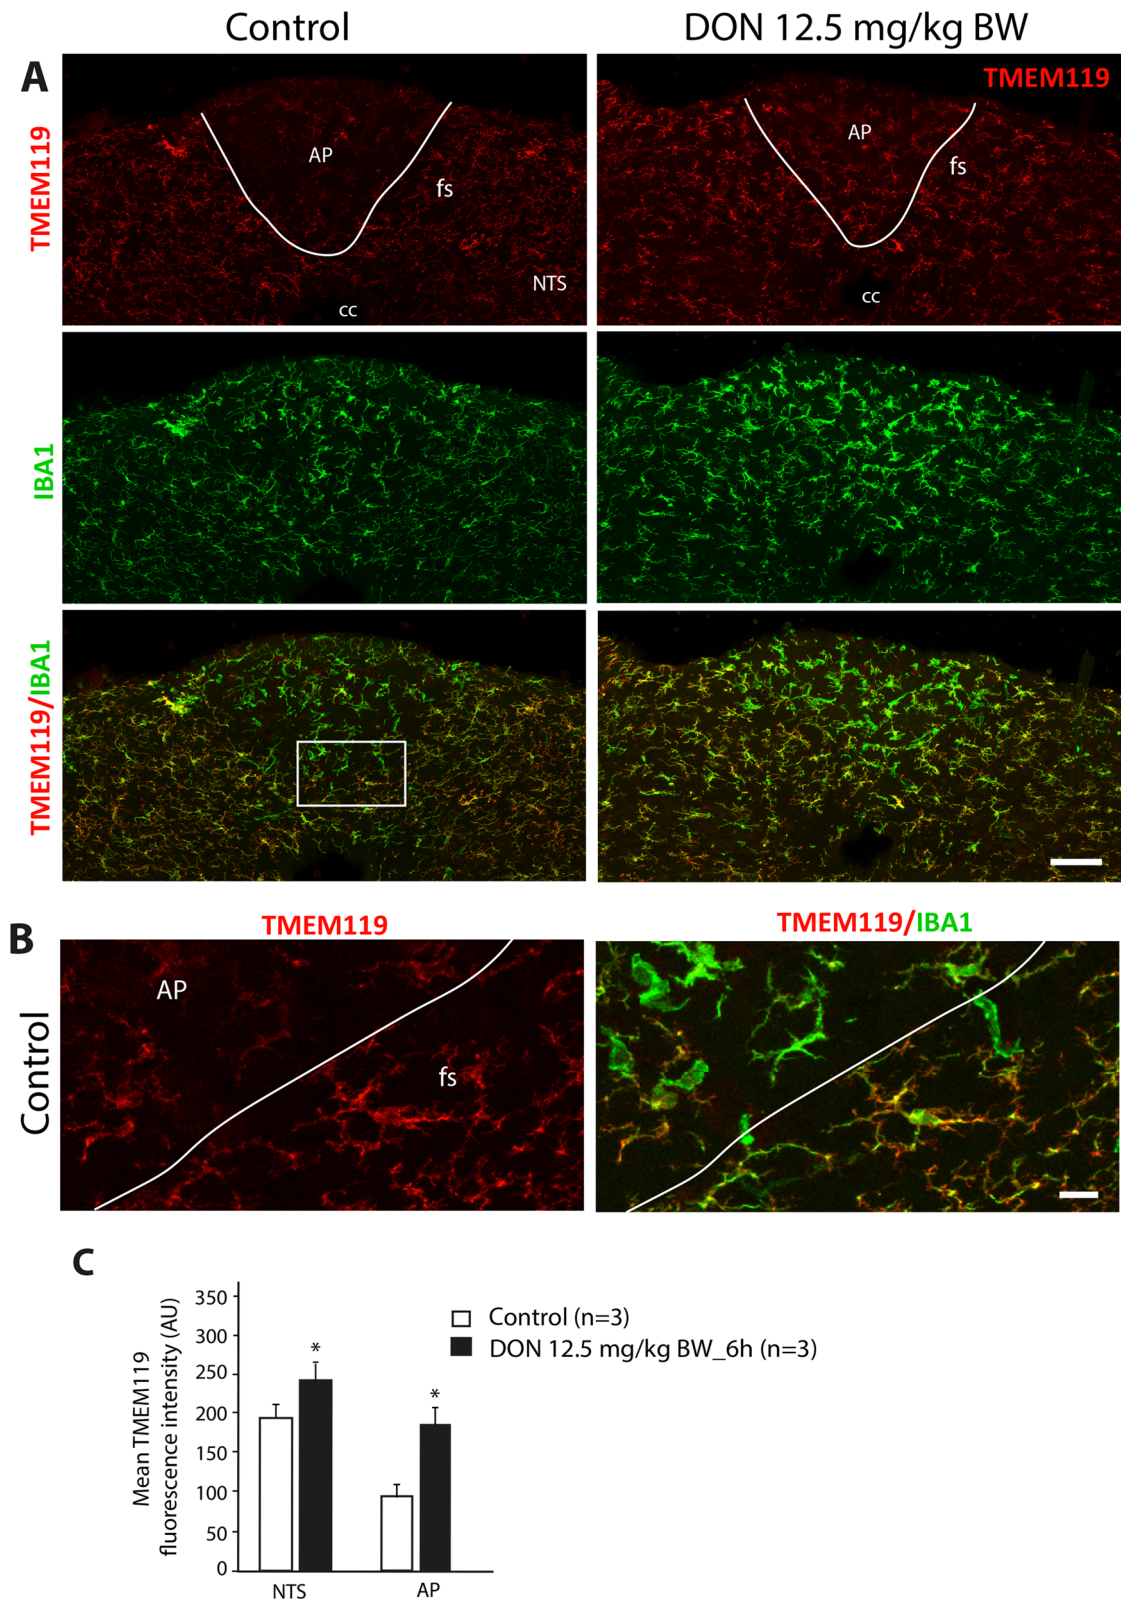 Control
DON 12.5 mg/kg BW
A
TMEM119
AP
fs
NTS
cc
TMEM119
AP
fs
cc
IBA1
TMEM119/IBA1
B
TMEM119
TMEM119/IBA1
Control
AP
fs
C
Mean TMEM119
fluorescence intensity (AU)
350
300
250
200
150
100
50
0
*
*
NTS
AP
Control (n=3)
DON 12.5 mg/kg BW_6h (n=3)